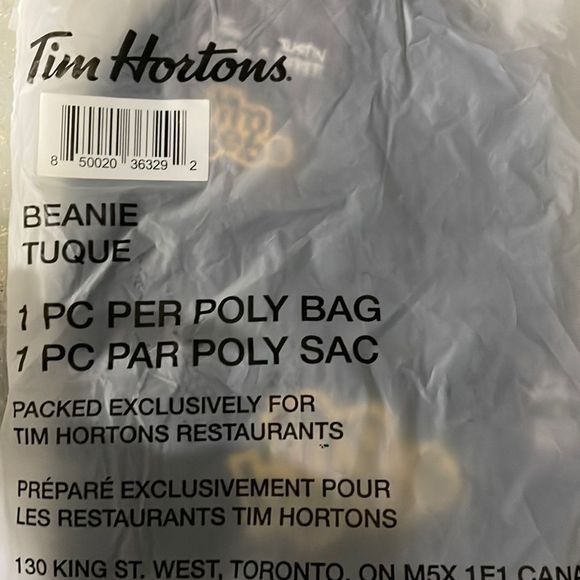 Tim Hortons.
8 50020 36329 2
BEANIE
TUQUE
1 PC PER POLY BAG
1 PC PAR POLY SAC
PACKED EXCLUSIVELY FOR
TIM HORTONS RESTAURANTS
PRÉPARÉ EXCLUSIVEMENT POUR
LES RESTAURANTS TIM HORTONS
130 KING ST. WEST, TORONTO, ON M5X 1E1 CAN